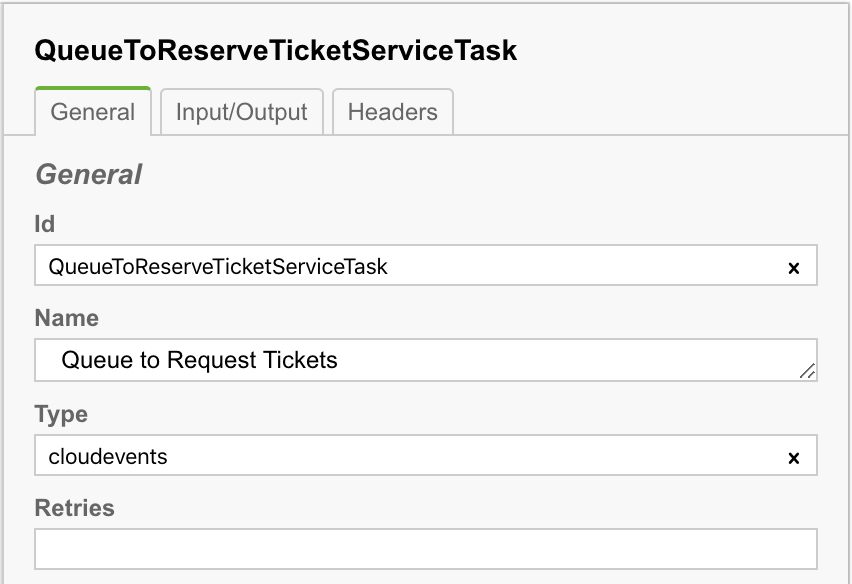 QueueToReserveTicketServiceTask
General Input/Output Headers
General
Id
QueueToReserveTicketServiceTask x
Name
Queue to Request Tickets
Type
cloudevents x
Retries